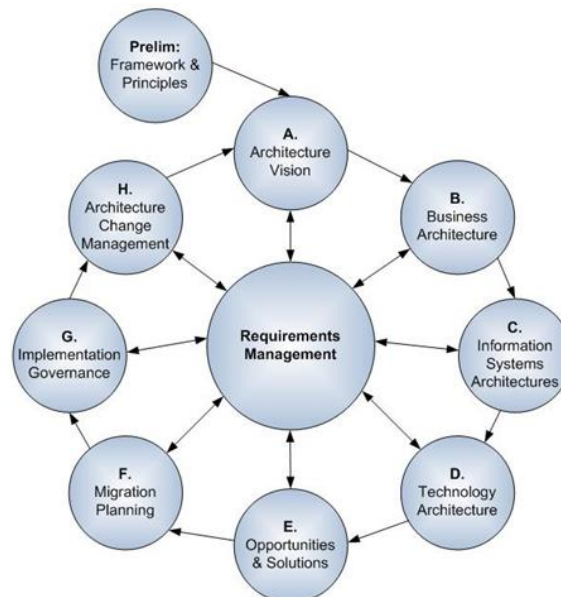 Prelim:
Framework &
Principles
A.
Architecture
Vision
B.
Business
Architecture
C.
Information
Systems
Architectures
D.
Technology
Architecture
E.
Opportunities
& Solutions
F.
Migration
Planning
G.
Implementation
Governance
H.
Architecture
Change
Management
Requirements
Management